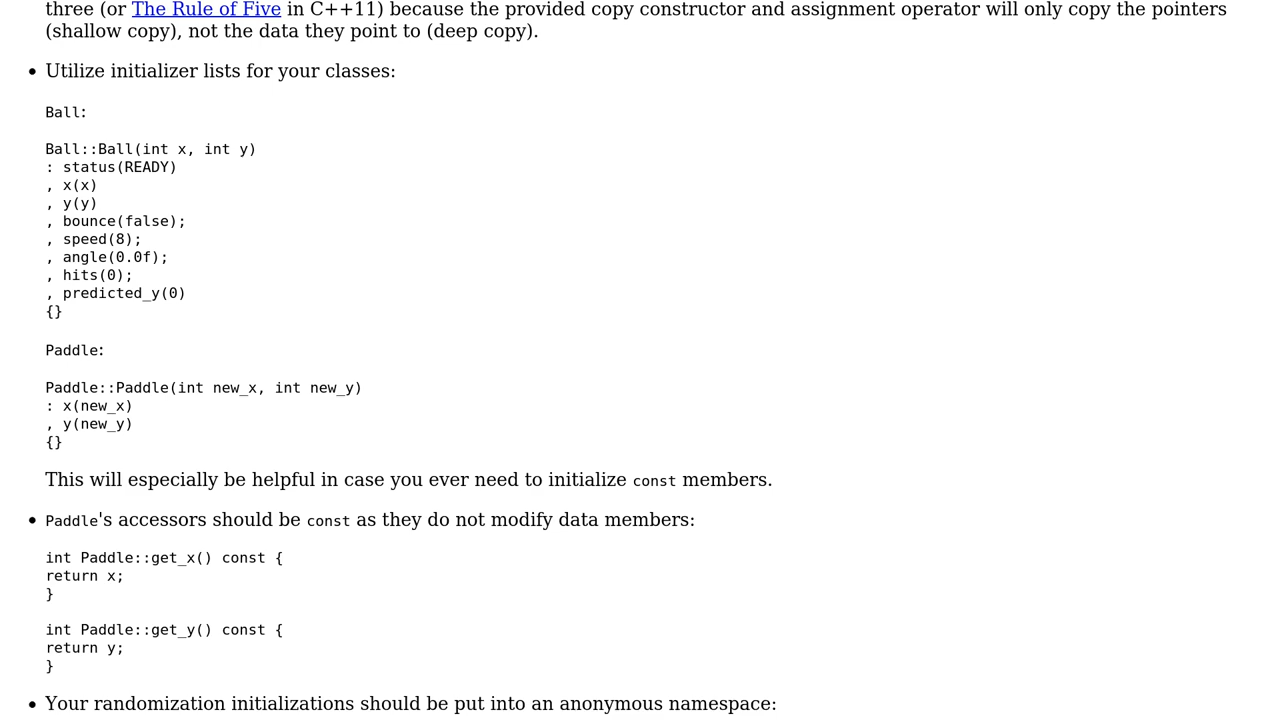 three (or The Rule of Five in C++11) because the provided copy constructor and assignment operator will only copy the pointers
(shallow copy), not the data they point to (deep copy).
• Utilize initializer lists for your classes:
Ball:
Ball::Ball(int x, int y)
: status(READY)
, x(x)
, y(y)
, bounce(false);
, speed(8);
, angle(0.0f);
, hits(0);
, predicted_y(0)
{}
Paddle:
Paddle::Paddle(int new_x, int new_y)
: x(new_x)
, y(new_y)
{}
This will especially be helpful in case you ever need to initialize const members.
• Paddle's accessors should be const as they do not modify data members:
int Paddle::get_x() const {
return x;
}
int Paddle::get_y() const {
return y;
}
• Your randomization initializations should be put into an anonymous namespace: